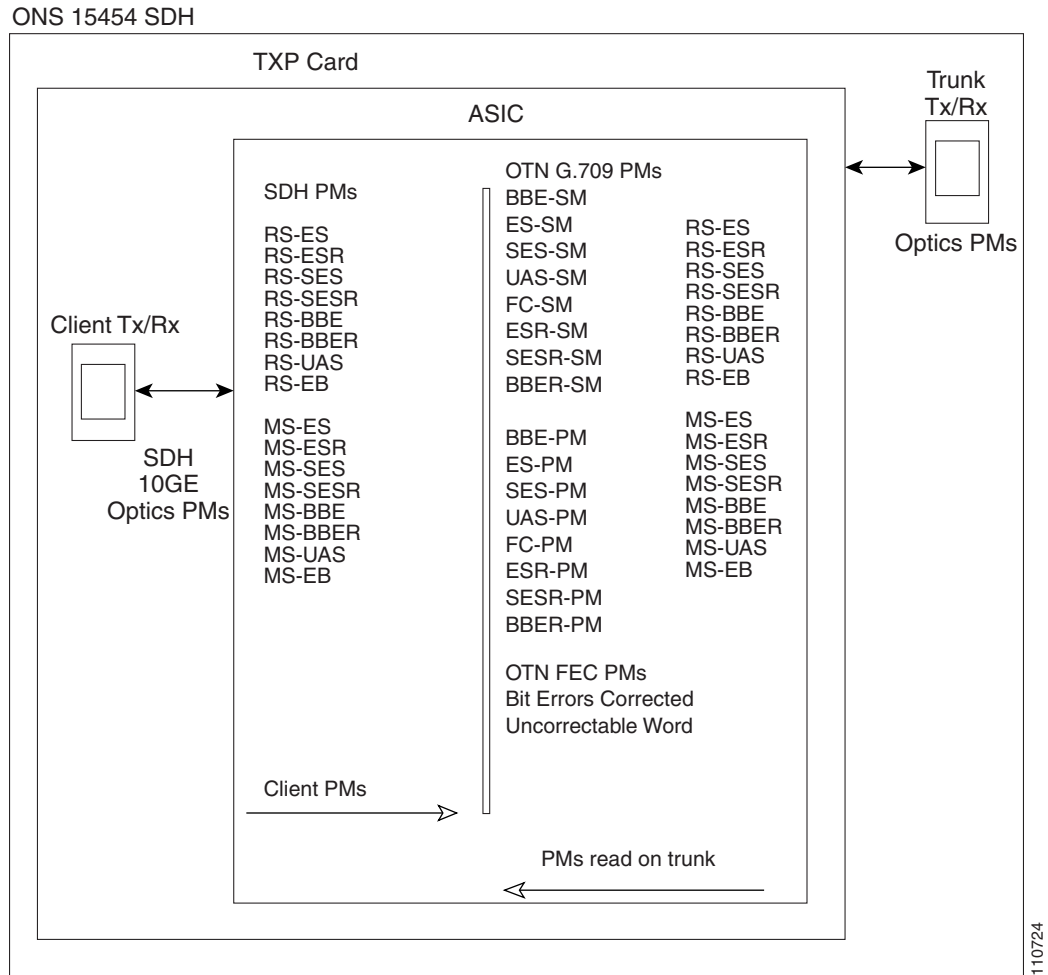 ONS 15454 SDH
TXP Card
ASIC
Trunk
Tx/Rx
Optics PMs
Client Tx/Rx
SDH
10GE
Optics PMs
SDH PMs
RS-ES
RS-ESR
RS-SES
RS-SESR
RS-BBE
RS-BBER
RS-UAS
RS-EB
MS-ES
MS-ESR
MS-SES
MS-SESR
MS-BBE
MS-BBER
MS-UAS
MS-EB
OTN G.709 PMs
BBE-SM
ES-SM
SES-SM
UAS-SM
FC-SM
ESR-SM
SESR-SM
BBER-SM
BBE-PM
ES-PM
SES-PM
UAS-PM
FC-PM
ESR-PM
SESR-PM
BBER-PM
OTN FEC PMs
Bit Errors Corrected
Uncorrectable Word
RS-ES
RS-ESR
RS-SES
RS-SESR
RS-BBE
RS-BBER
RS-UAS
RS-EB
MS-ES
MS-ESR
MS-SES
MS-SESR
MS-BBE
MS-BBER
MS-UAS
MS-EB
Client PMs
PMs read on trunk
110724